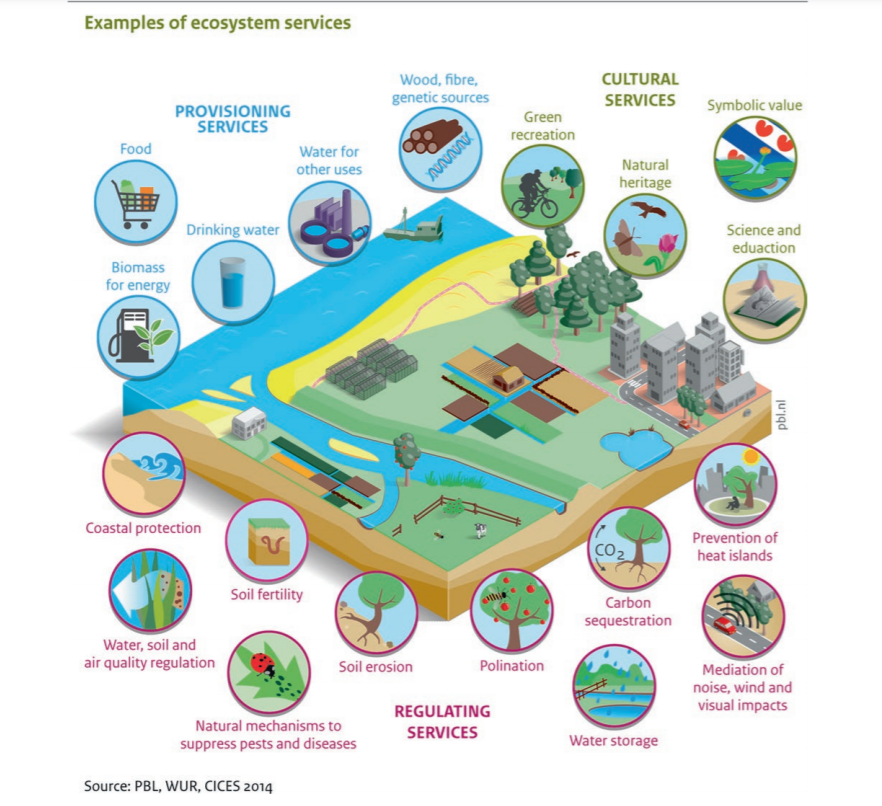 Examples of ecosystem services
PROVISIONING
SERVICES
Wood, fibre,
genetic sources
CULTURAL
SERVICES
Symbolic value
Green
recreation
Food
Water for
other uses
Natural
heritage
Drinking water
Science and
eduaction
Biomass
for energy
pbl.nl
Coastal protection
Soil fertility
CO2
Prevention of
heat islands
Carbon
sequestration
Water, soil and
air quality regulation
Soil erosion
Polination
Mediation of
noise, wind and
visual impacts
REGULATING
SERVICES
Natural mechanisms to
suppress pests and diseases
Water storage
Source: PBL, WUR, CICES 2014